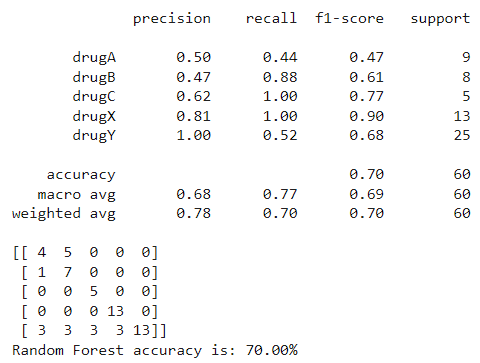 precision    recall  f1-score   support

       drugA       0.50      0.44      0.47         9
       drugB       0.47      0.88      0.61         8
       drugC       0.62      1.00      0.77         5
       drugX       0.81      1.00      0.90        13
       drugY       1.00      0.52      0.68        25

    accuracy                           0.70        60
   macro avg       0.68      0.77      0.69        60
weighted avg       0.78      0.70      0.70        60

[[ 4  5  0  0  0]
 [ 1  7  0  0  0]
 [ 0  0  5  0  0]
 [ 0  0  0 13  0]
 [ 3  3  3  3 13]]
Random Forest accuracy is: 70.00%